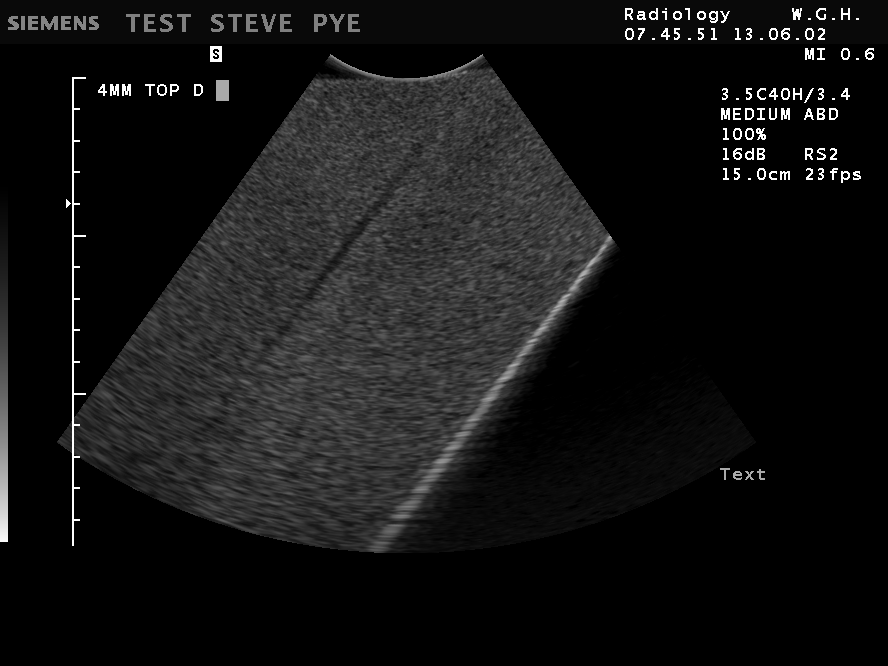 SIEMENS TEST STEVE PYE
Radiology W.G.H.
07.45.51 13.06.02
MI 0.6
S
4MM TOP D
3.5C40H/3.4
MEDIUM ABD
100%
16dB RS2
15.0cm 23fps
Text